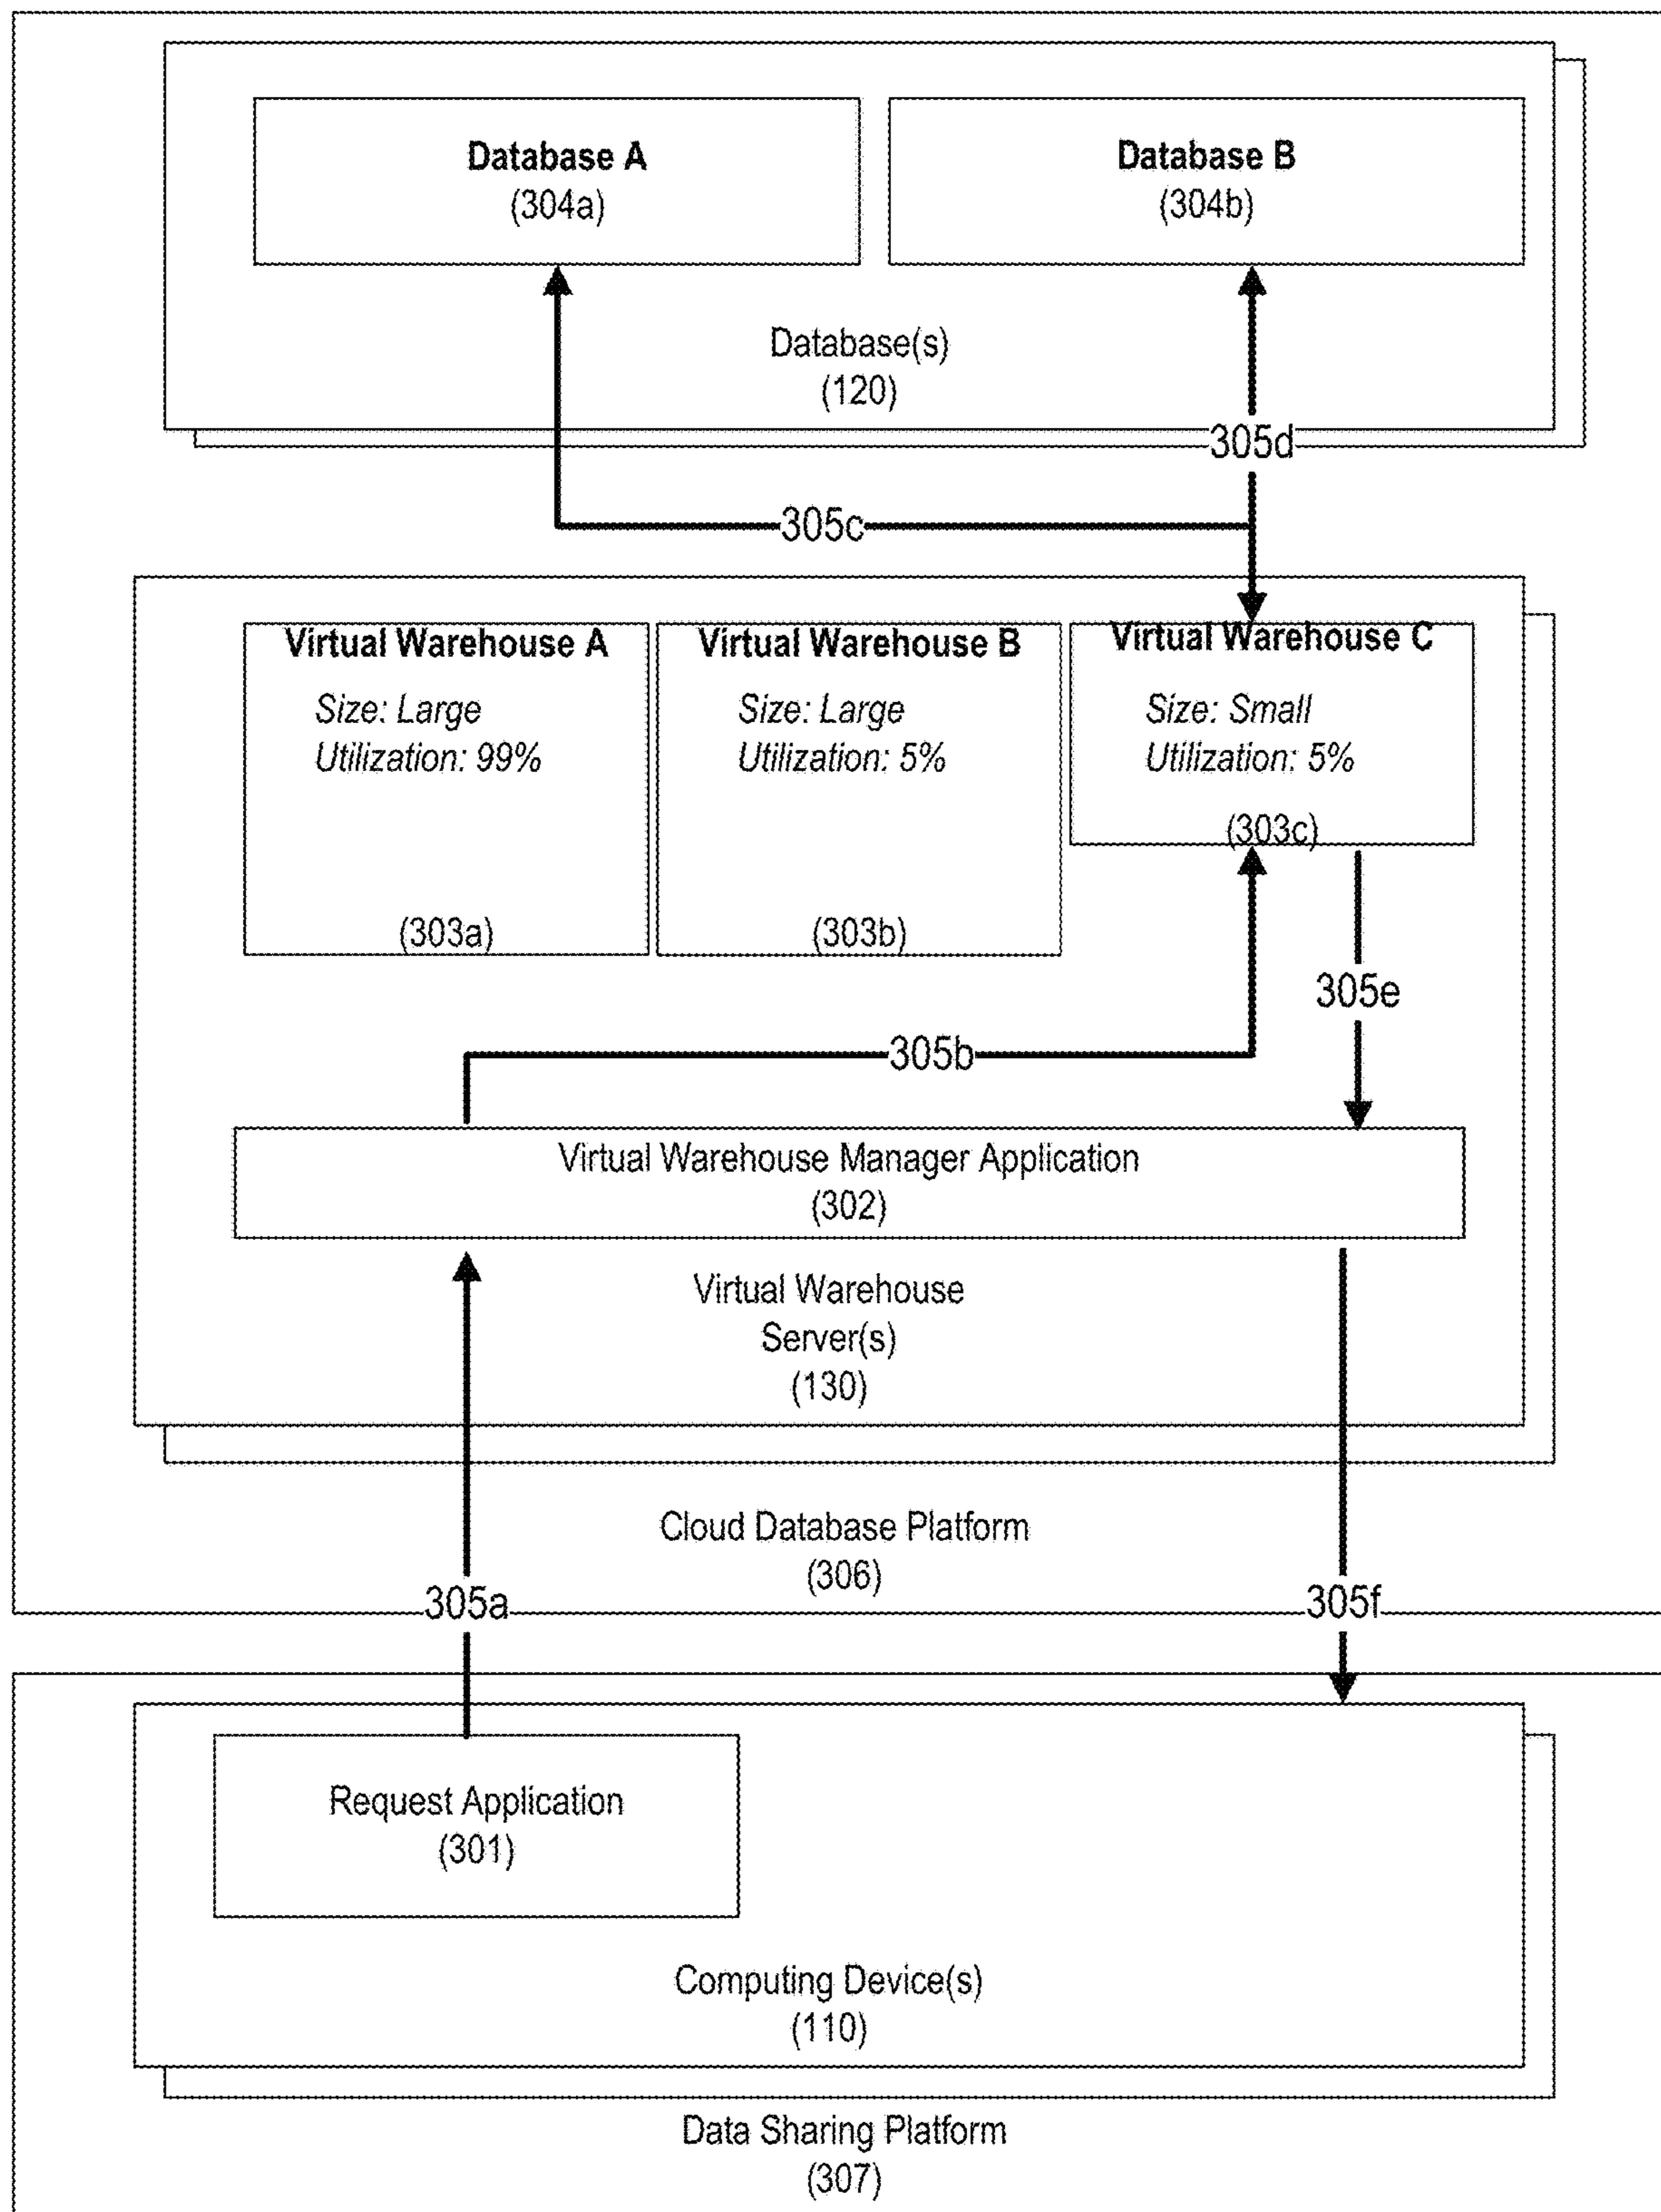 Database A
(304a)
Database B
(304b)
Database(s)
(120)
305d
305c
Virtual Warehouse A
Size: Large
Utilization: 99%
(303a)
Virtual Warehouse B
Size: Large
Utilization: 5%
(303b)
Virtual Warehouse C
Size: Small
Utilization: 5%
(303c)
305e
305b
Virtual Warehouse Manager Application
(302)
Virtual Warehouse
Server(s)
(130)
Cloud Database Platform
(306)
305a
305f
Request Application
(301)
Computing Device(s)
(110)
Data Sharing Platform
(307)